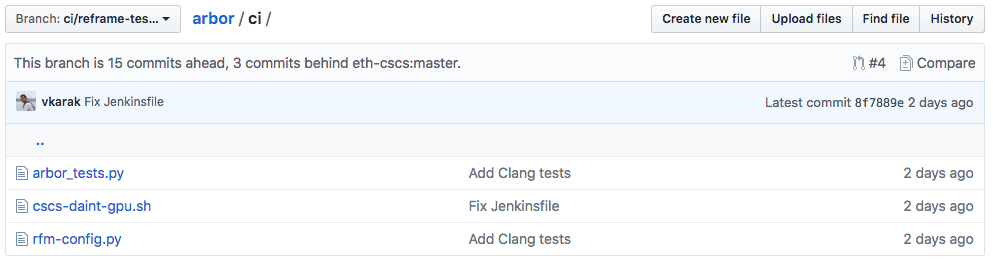 Branch: ci/reframe-tes... arbor / ci / Create new file Upload files Find file History
This branch is 15 commits ahead, 3 commits behind eth-cscs:master. #4 Compare
vkarak Fix Jenkinsfile Latest commit 8f7889e 2 days ago
..
arbor_tests.py Add Clang tests 2 days ago
cscs-daint-gpu.sh Fix Jenkinsfile 2 days ago
rfm-config.py Add Clang tests 2 days ago